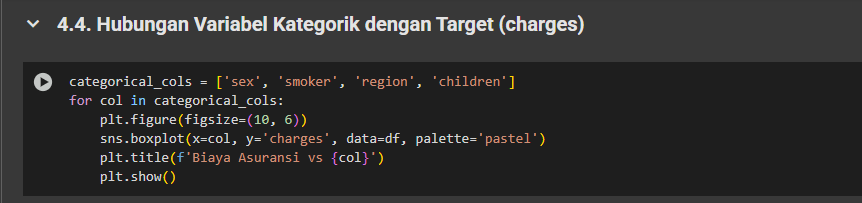 4.4. Hubungan Variabel Kategorik dengan Target (charges)
categorical_cols = ['sex', 'smoker', 'region', 'children']
for col in categorical_cols:
    plt.figure(figsize=(10, 6))
    sns.boxplot(x=col, y='charges', data=df, palette='pastel')
    plt.title(f'Biaya Asuransi vs {col}')
    plt.show()